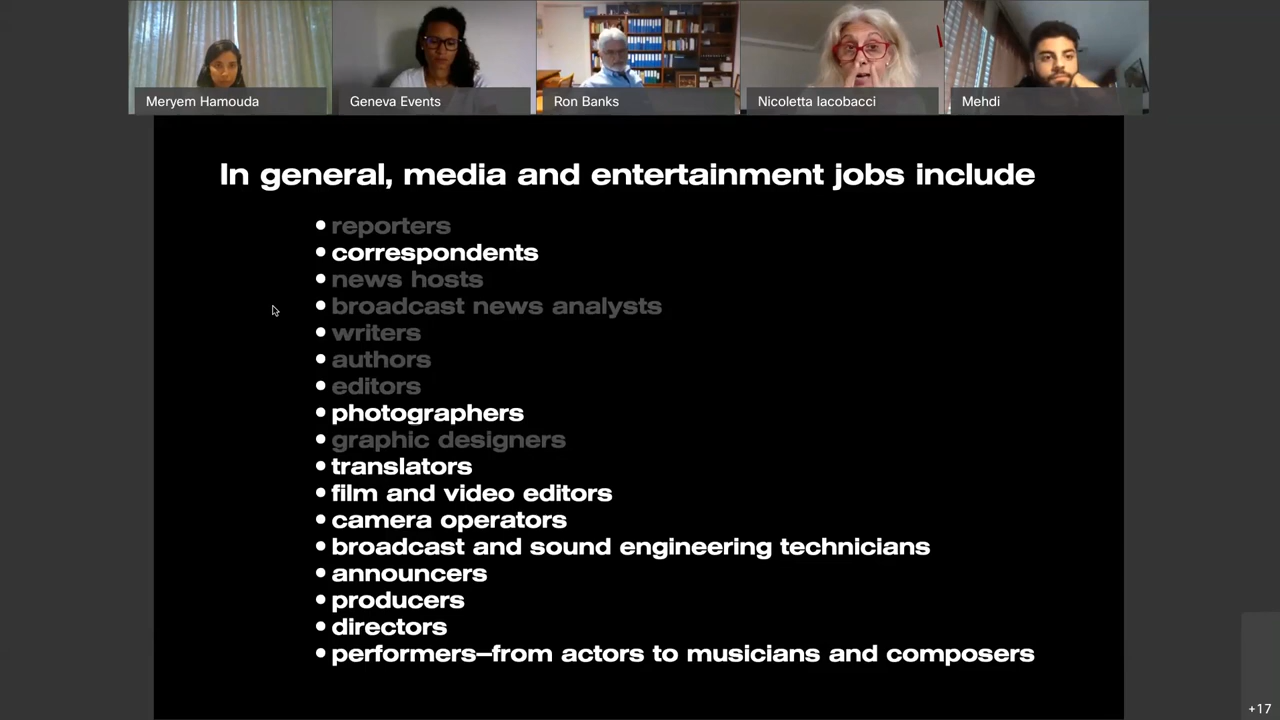 Meryem Hamouda
Geneva Events
Ron Banks
Nicoletta Iacobacci
Mehdi
In general, media and entertainment jobs include
• reporters
• correspondents
• news hosts
• broadcast news analysts
• writers
• authors
• editors
• photographers
• graphic designers
• translators
• film and video editors
• camera operators
• broadcast and sound engineering technicians
• announcers
• producers
• directors
• performers—from actors to musicians and composers
+17